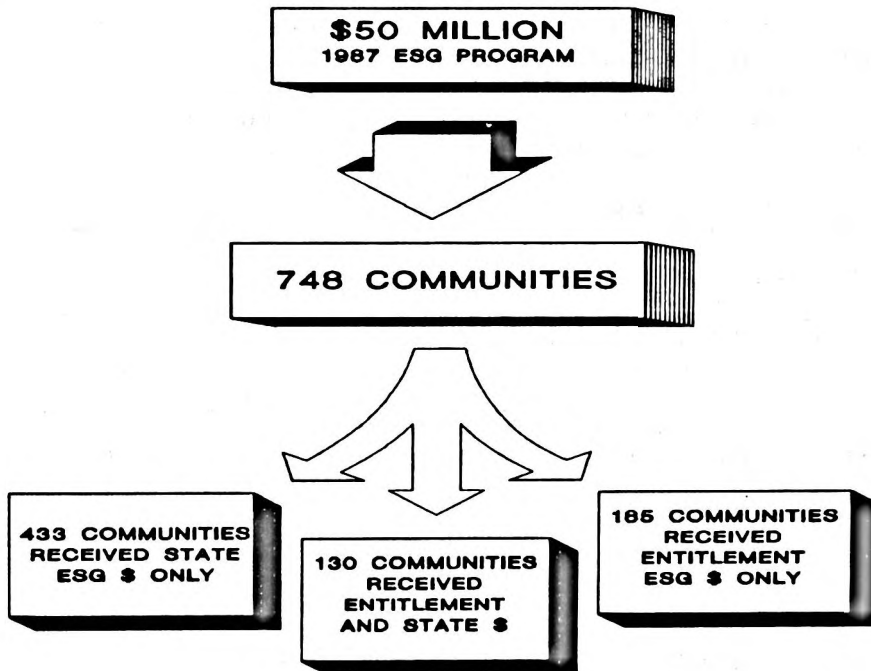 $50 MILLION
1987 ESG PROGRAM
748 COMMUNITIES
433 COMMUNITIES
RECEIVED STATE
ESG $ ONLY
130 COMMUNITIES
RECEIVED
ENTITLEMENT
AND STATE $
185 COMMUNITIES
RECEIVED
ENTITLEMENT
ESG $ ONLY